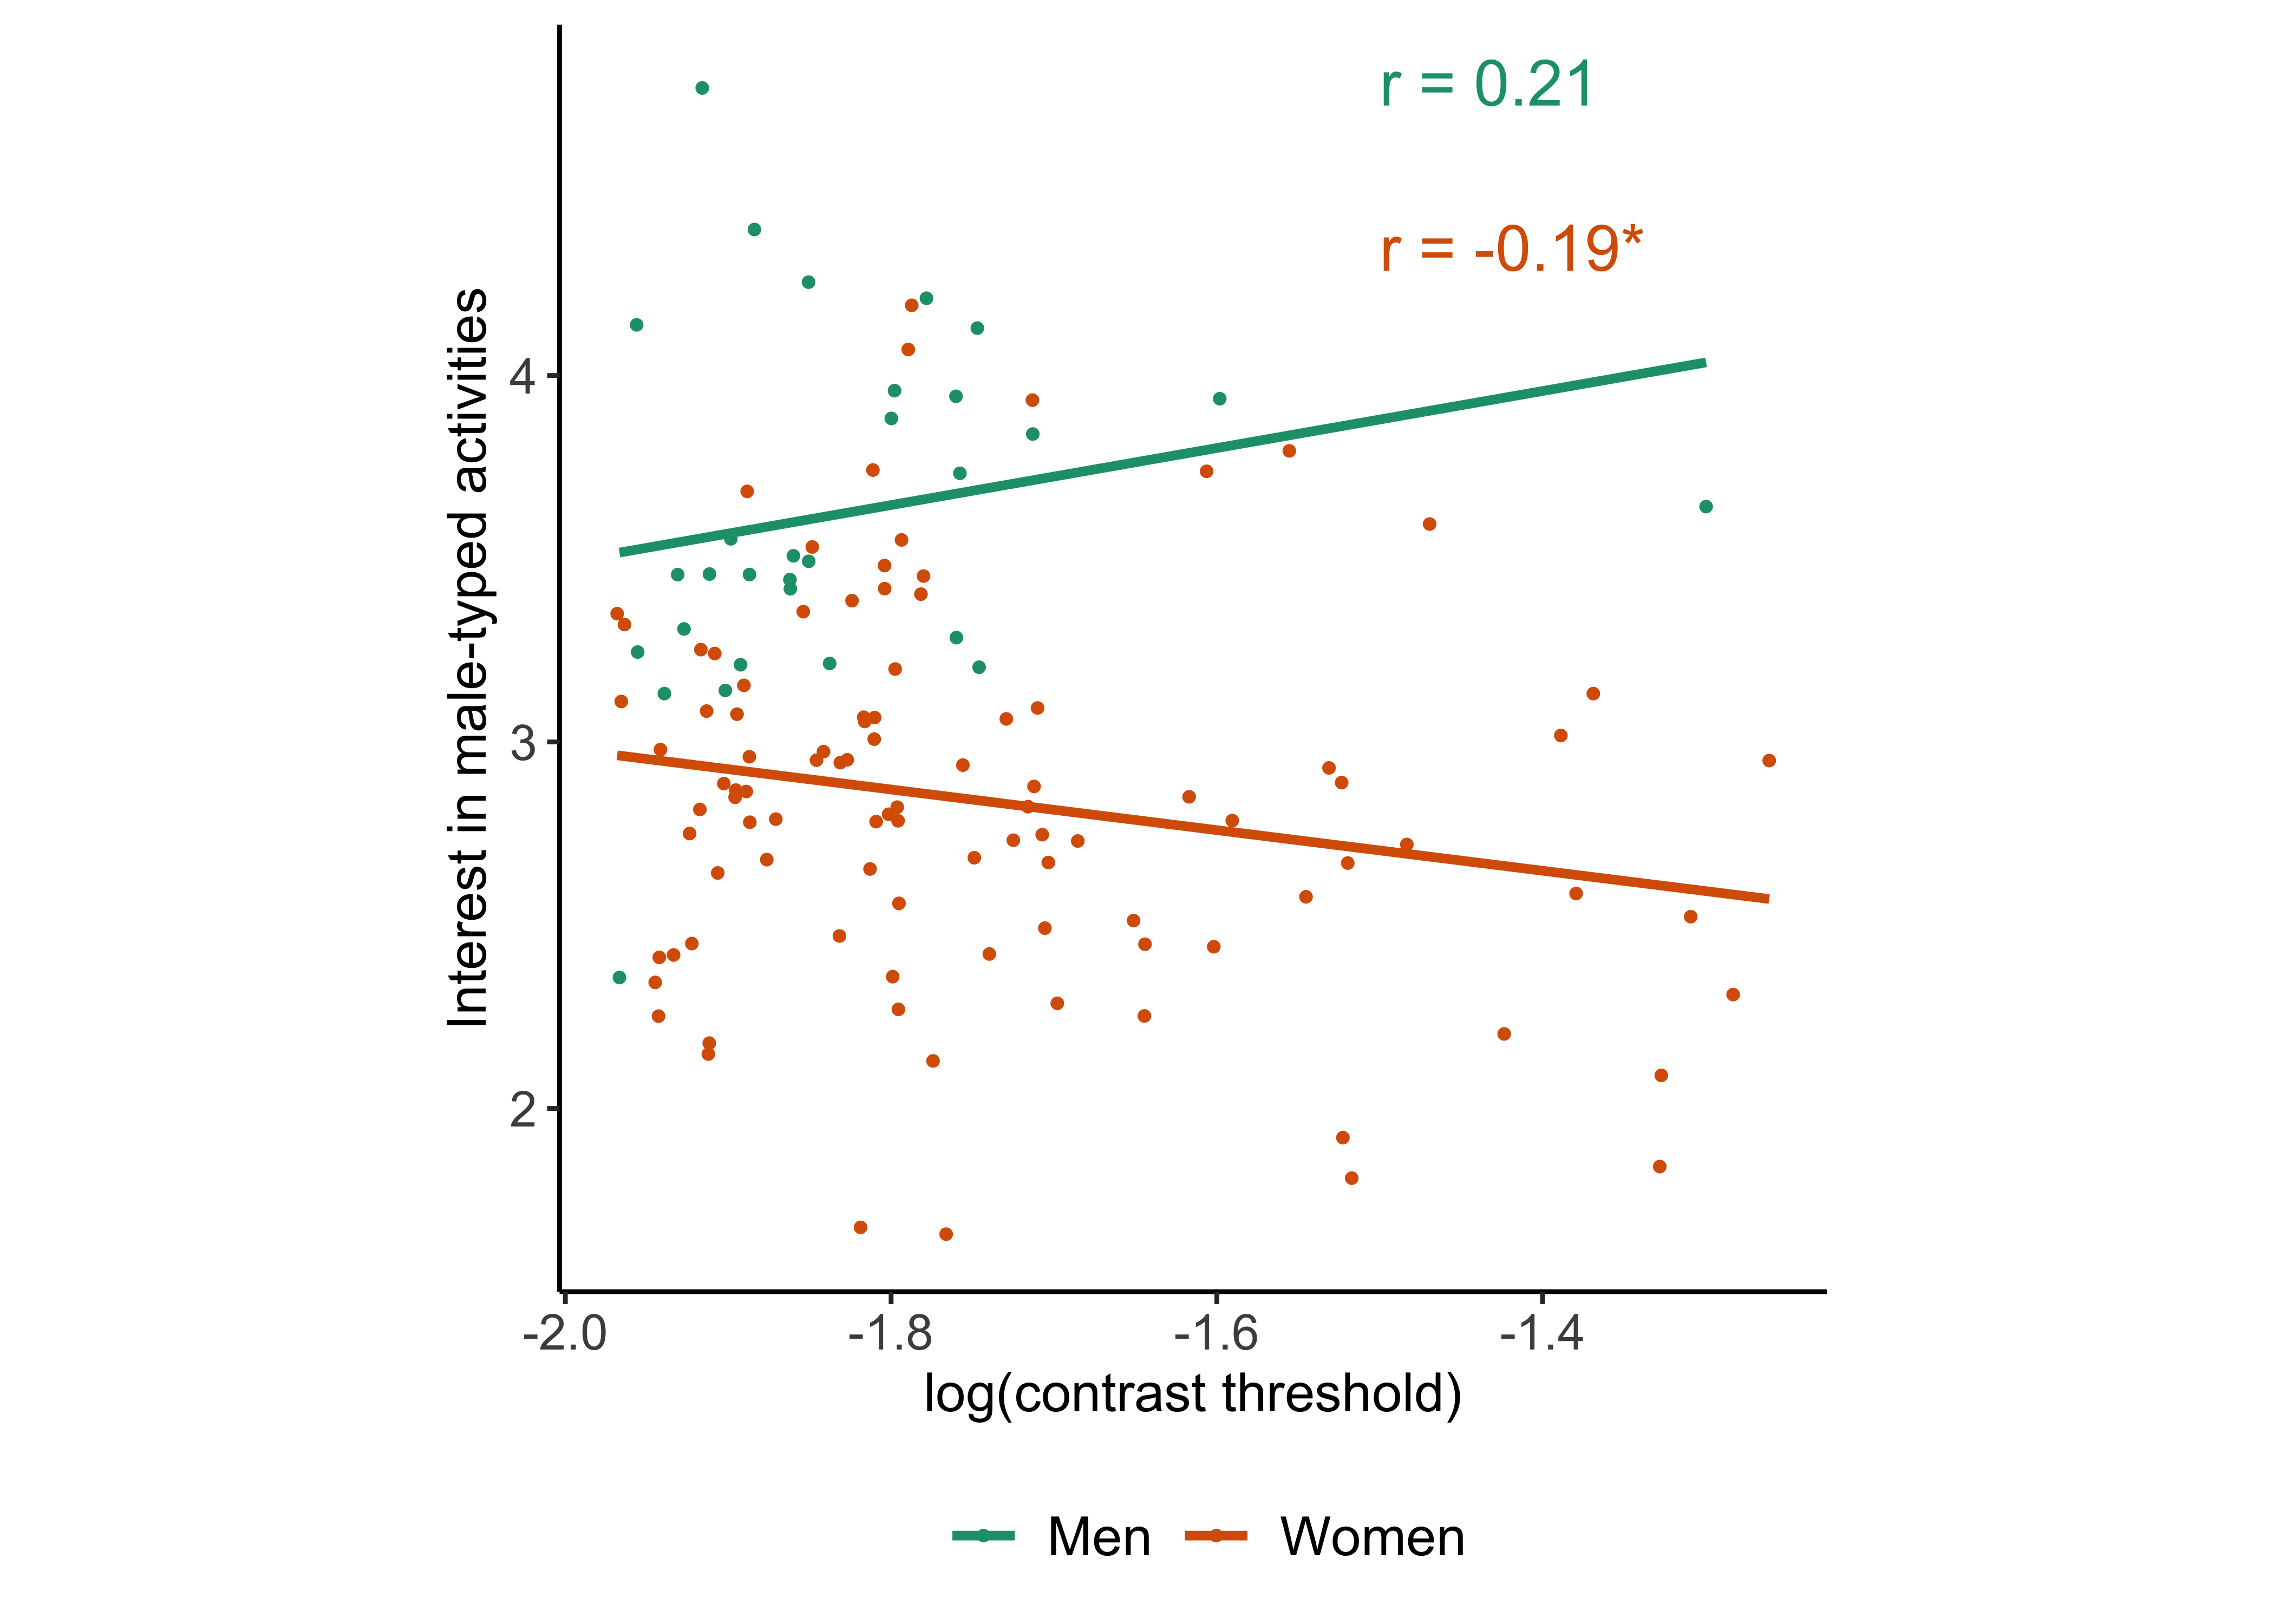 r = 0.21
r = -0.19*
Interest in male-typed activities
4
3
2
-2.0 -1.8 -1.6 -1.4
log(contrast threshold)
Men Women